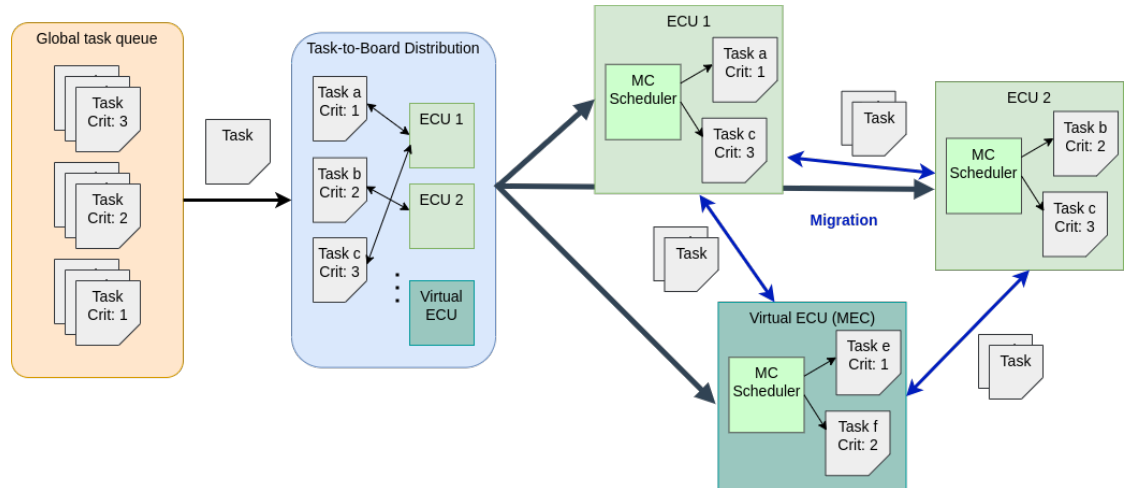 Global task queue
Task
Crit: 3
Task
Crit: 2
Task
Crit: 1
Task
Task-to-Board Distribution
Task a
Crit: 1
Task b
Crit: 2
Task c
Crit: 3
ECU 1
ECU 2
Virtual
ECU
ECU 1
MC
Scheduler
Task a
Crit: 1
Task c
Crit: 3
Task
Migration
Task
ECU 2
MC
Scheduler
Task b
Crit: 2
Task c
Crit: 3
Virtual ECU (MEC)
MC
Scheduler
Task e
Crit: 1
Task f
Crit: 2
Task